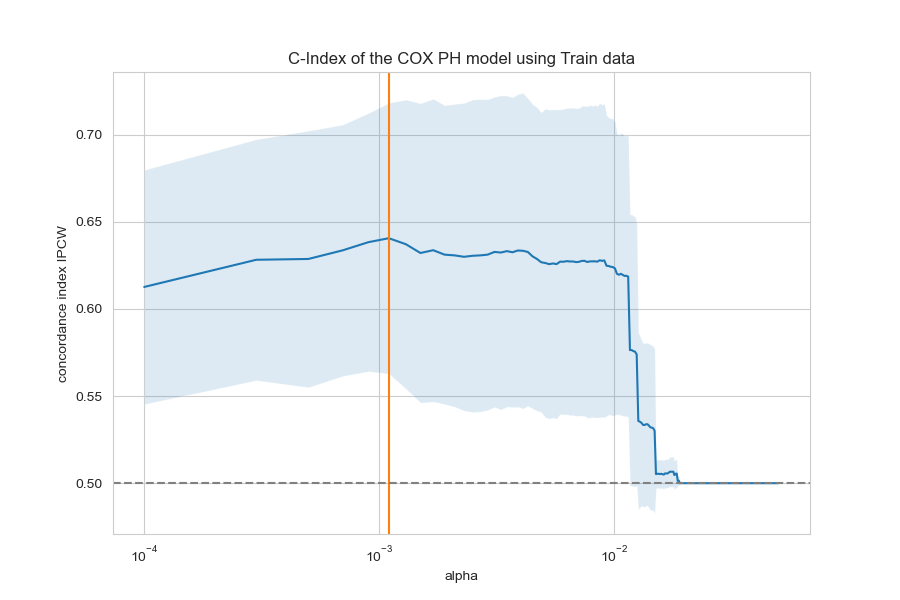 C-Index of the COX PH model using Train data
concordance index IPCW
0.70
0.65
0.60
0.55
0.50
10⁻⁴
10⁻³
10⁻²
alpha